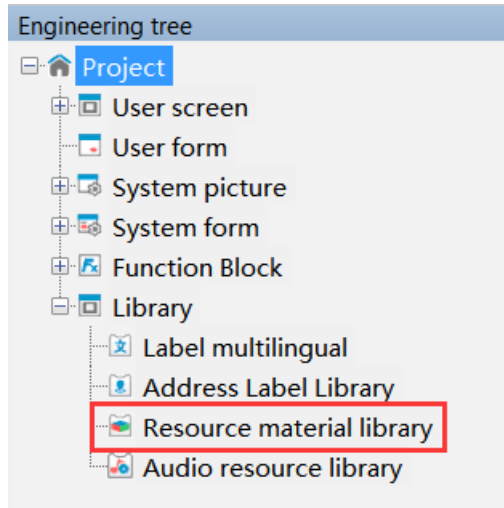 Engineering tree
Project
User screen
User form
System picture
System form
Function Block
Library
Label multilingual
Address Label Library
Resource material library
Audio resource library